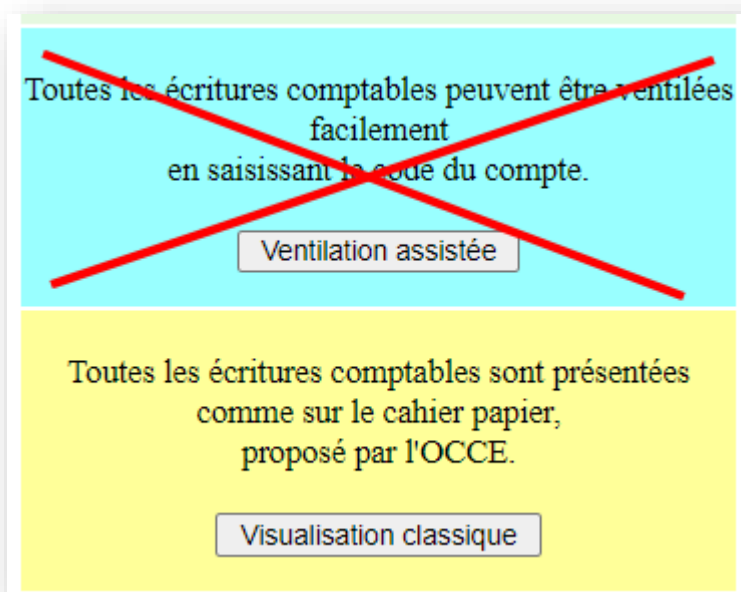 Toutes les écritures comptables peuvent être ventilées
facilement
en saisissant le code du compte.
Ventilation assistée
Toutes les écritures comptables sont présentées
comme sur le cahier papier,
proposé par l'OCCE.
Visualisation classique